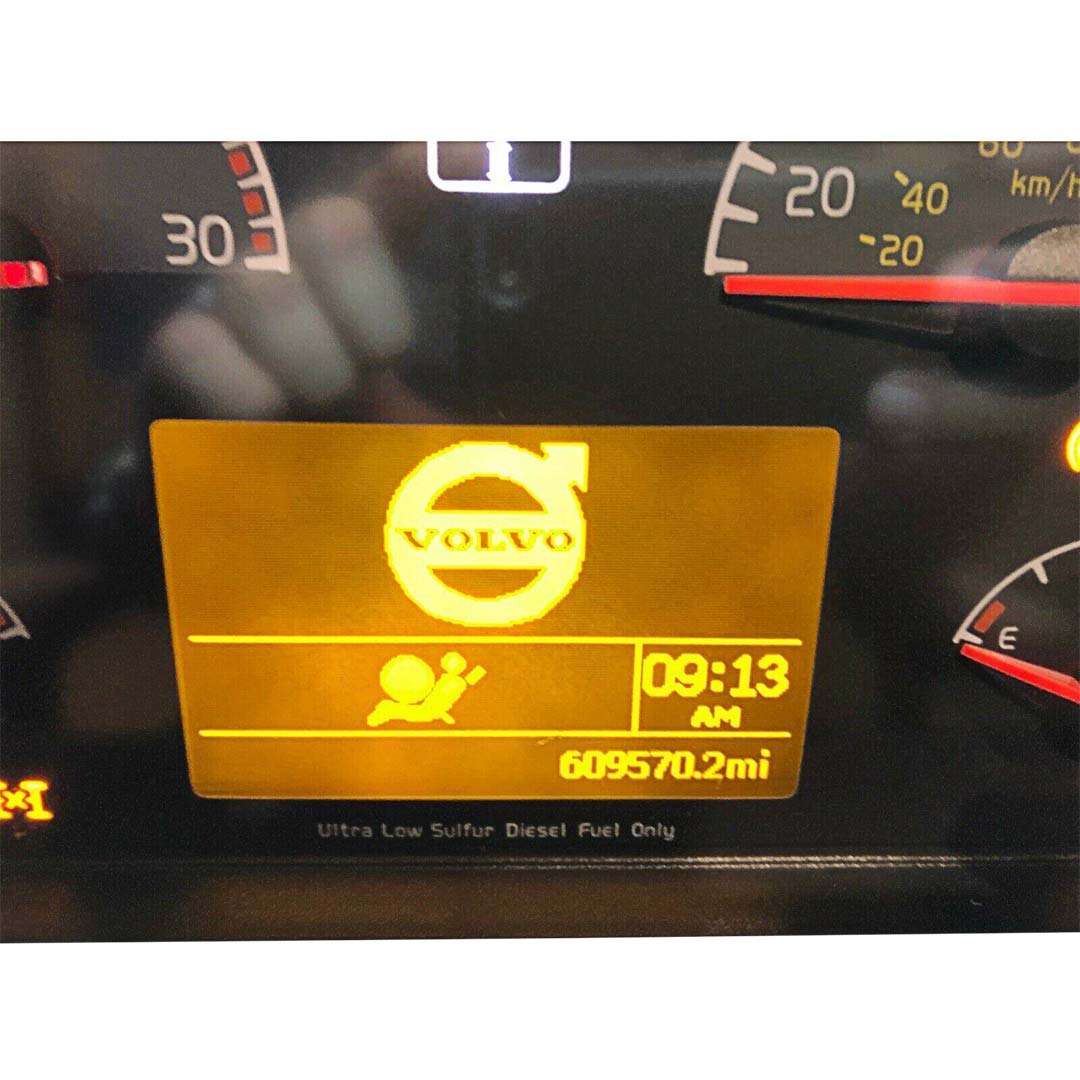 30
20
40
20
60
km/h
VOLVO
E
09:13
AM
609570.2mi
Ultra Low Sulfur Diesel Fuel Only